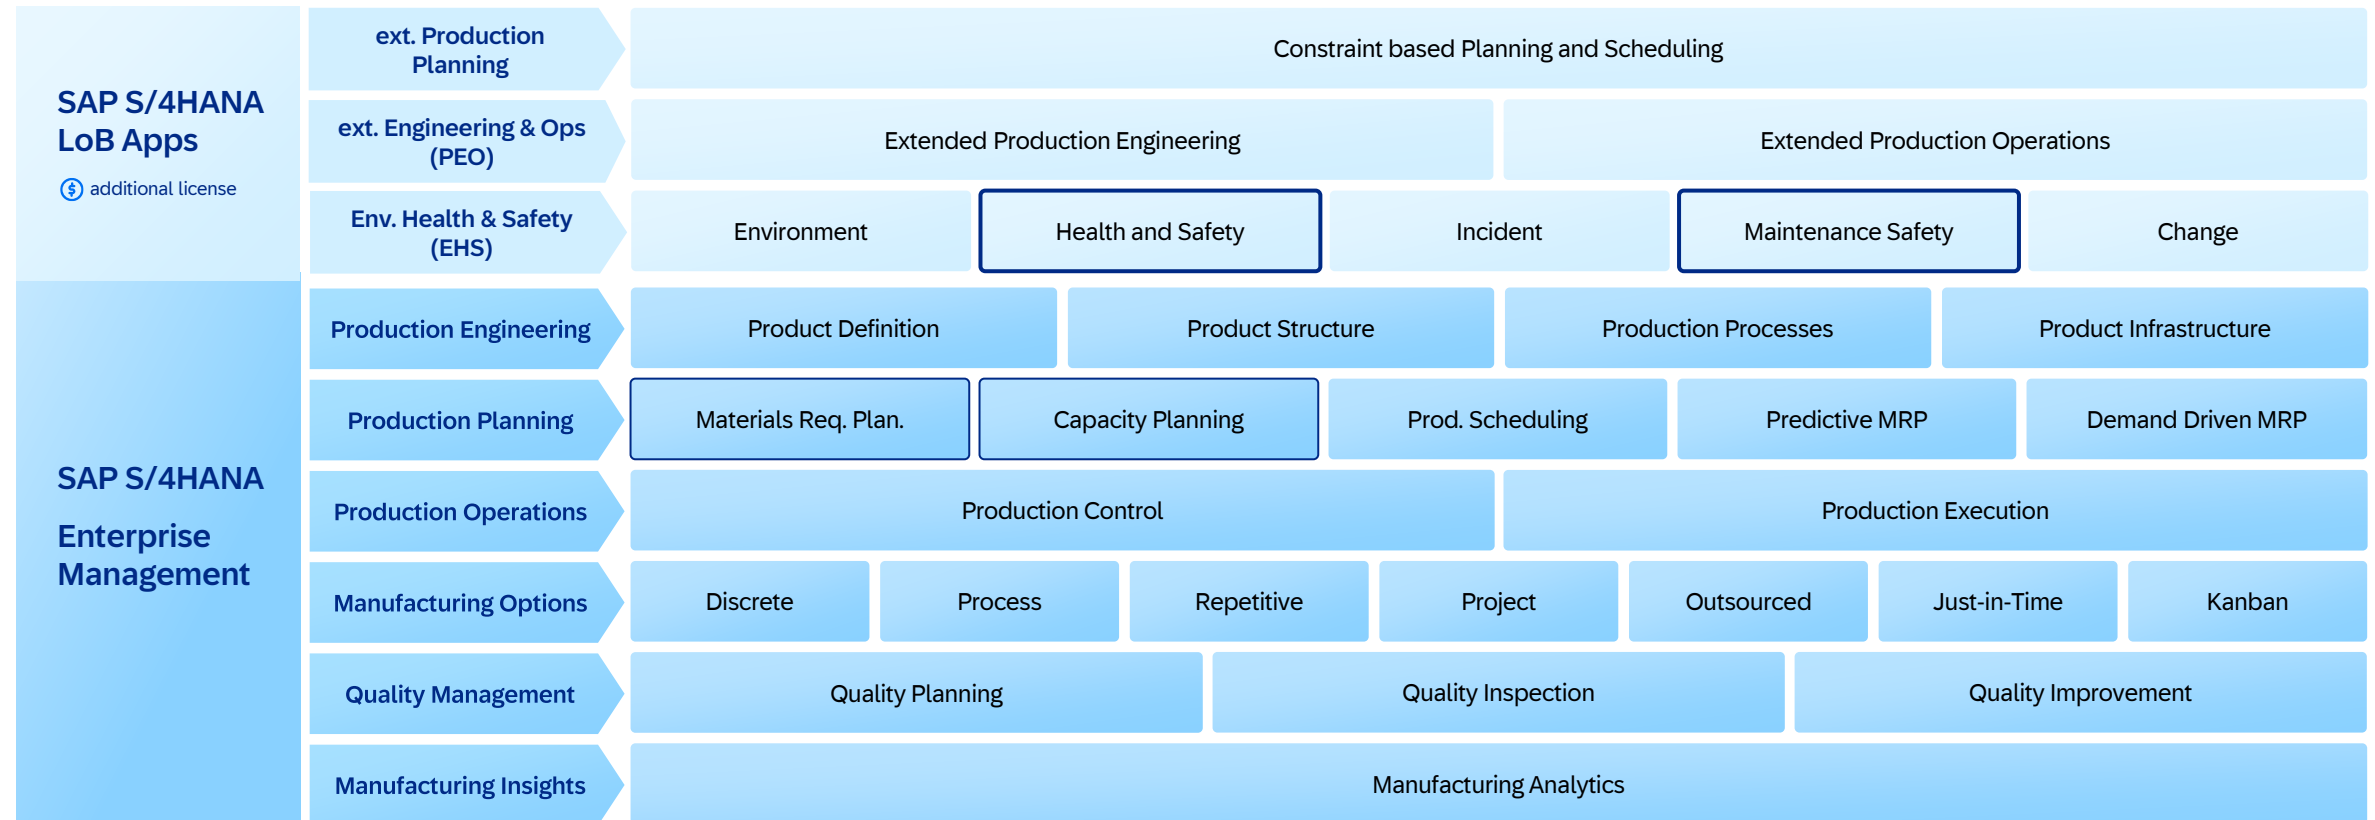 SAP S/4HANA
LoB Apps
$ additional license
ext. Production
Planning
Constraint based Planning and Scheduling
ext. Engineering & Ops
(PEO)
Extended Production Engineering
Extended Production Operations
Env. Health & Safety
(EHS)
Environment
Health and Safety
Incident
Maintenance Safety
Change
SAP S/4HANA
Enterprise
Management
Production Engineering
Product Definition
Product Structure
Production Processes
Product Infrastructure
Production Planning
Materials Req. Plan.
Capacity Planning
Prod. Scheduling
Predictive MRP
Demand Driven MRP
Production Operations
Production Control
Production Execution
Manufacturing Options
Discrete
Process
Repetitive
Project
Outsourced
Just-in-Time
Kanban
Quality Management
Quality Planning
Quality Inspection
Quality Improvement
Manufacturing Insights
Manufacturing Analytics